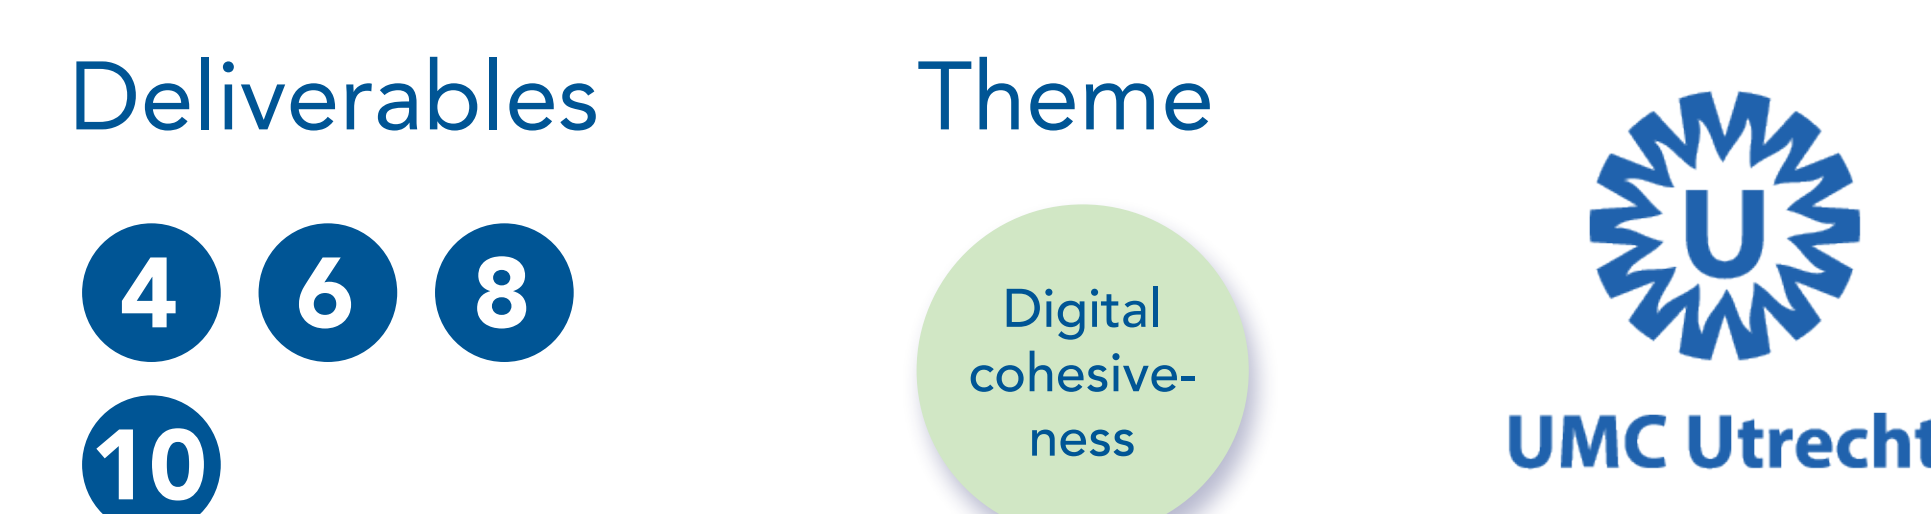 Deliverables
4 6 8
10
Theme
Digital
cohesive-
ness
U
UMC Utrecht